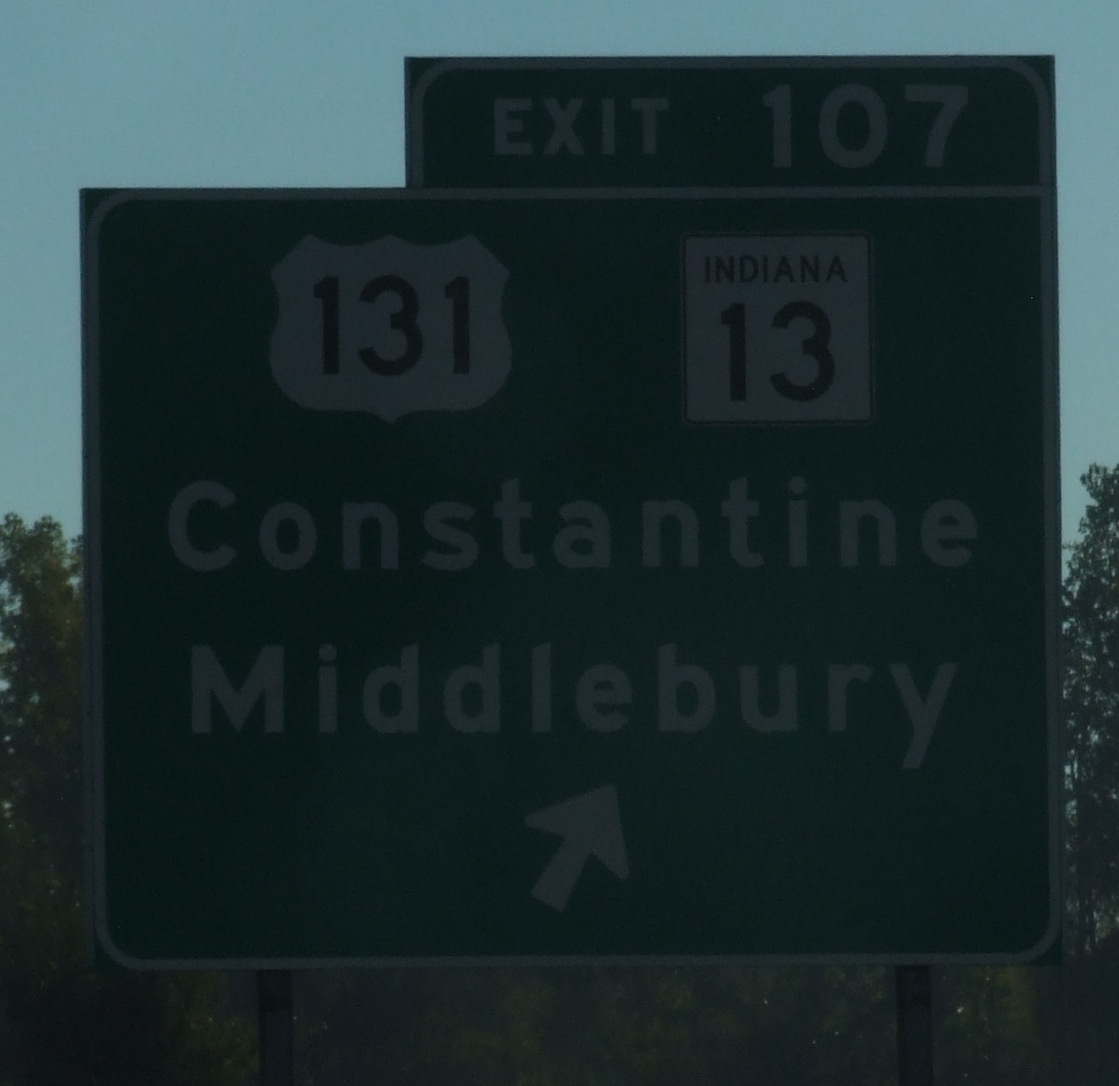 EXIT 107
131
INDIANA
13
Constantine
Middlebury